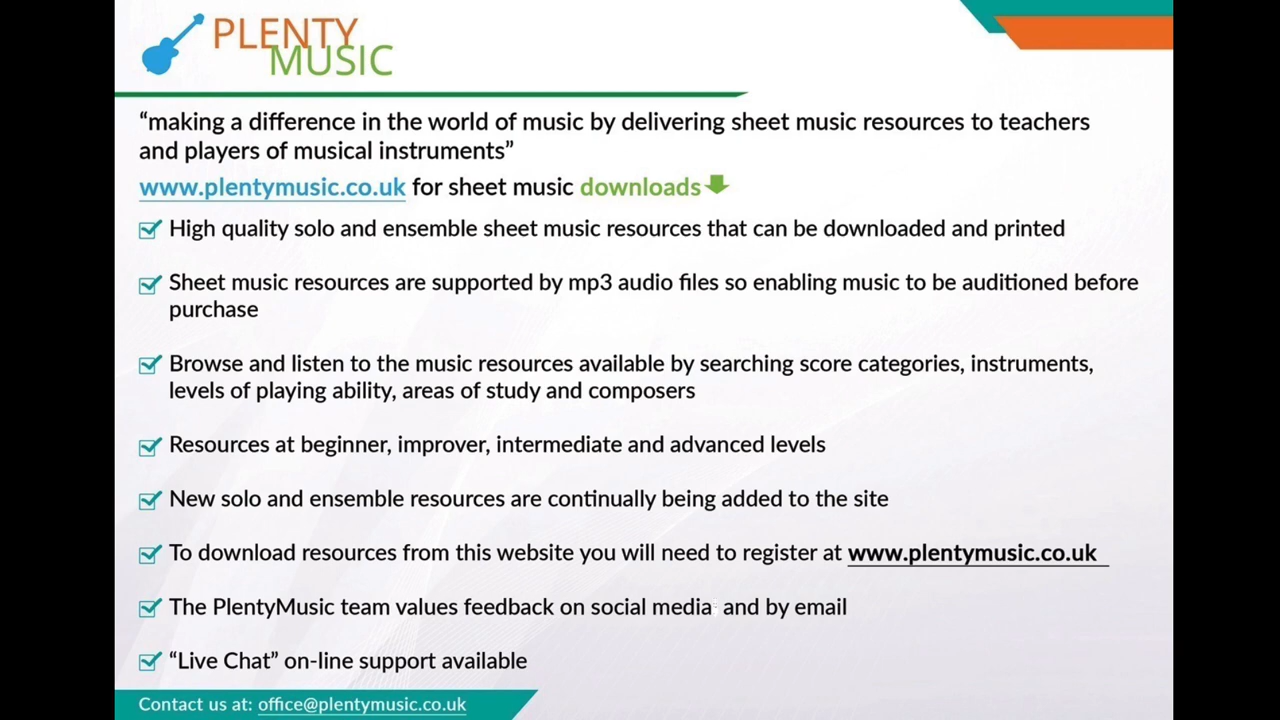 PLENTY
MUSIC
“making a difference in the world of music by delivering sheet music resources to teachers
and players of musical instruments”
www.plentymusic.co.uk for sheet music downloads
High quality solo and ensemble sheet music resources that can be downloaded and printed
Sheet music resources are supported by mp3 audio files so enabling music to be auditioned before
purchase
Browse and listen to the music resources available by searching score categories, instruments,
levels of playing ability, areas of study and composers
Resources at beginner, improver, intermediate and advanced levels
New solo and ensemble resources are continually being added to the site
To download resources from this website you will need to register at www.plentymusic.co.uk
The PlentyMusic team values feedback on social media and by email
“Live Chat” on-line support available
Contact us at: office@plentymusic.co.uk